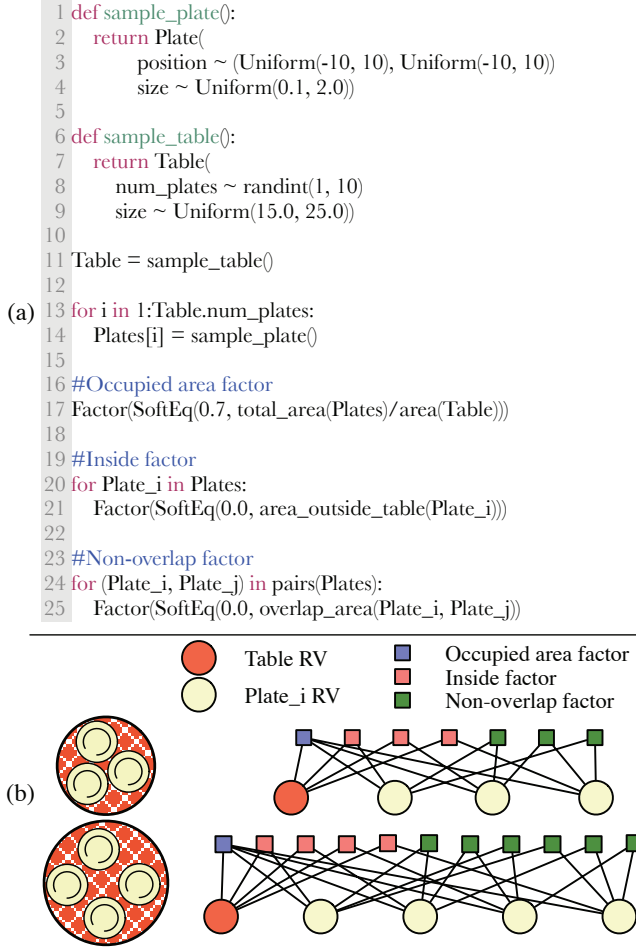 1 def sample_plate():
2 return Plate(
3 position ~ (Uniform(-10, 10), Uniform(-10, 10))
4 size ~ Uniform(0.1, 2.0))
5
6 def sample_table():
7 return Table(
8 num_plates ~ randint(1, 10)
9 size ~ Uniform(15.0, 25.0))
10
11 Table = sample_table()
12
(a) 13 for i in 1:Table.num_plates:
14 Plates[i] = sample_plate()
15
16 #Occupied area factor
17 Factor(SoftEq(0.7, total_area(Plates)/area(Table)))
18
19 #Inside factor
20 for Plate_i in Plates:
21 Factor(SoftEq(0.0, area_outside_table(Plate_i)))
22
23 #Non-overlap factor
24 for (Plate_i, Plate_j) in pairs(Plates):
25 Factor(SoftEq(0.0, overlap_area(Plate_i, Plate_j))
Table RV
Plate_i RV
Occupied area factor
Inside factor
Non-overlap factor
(b)